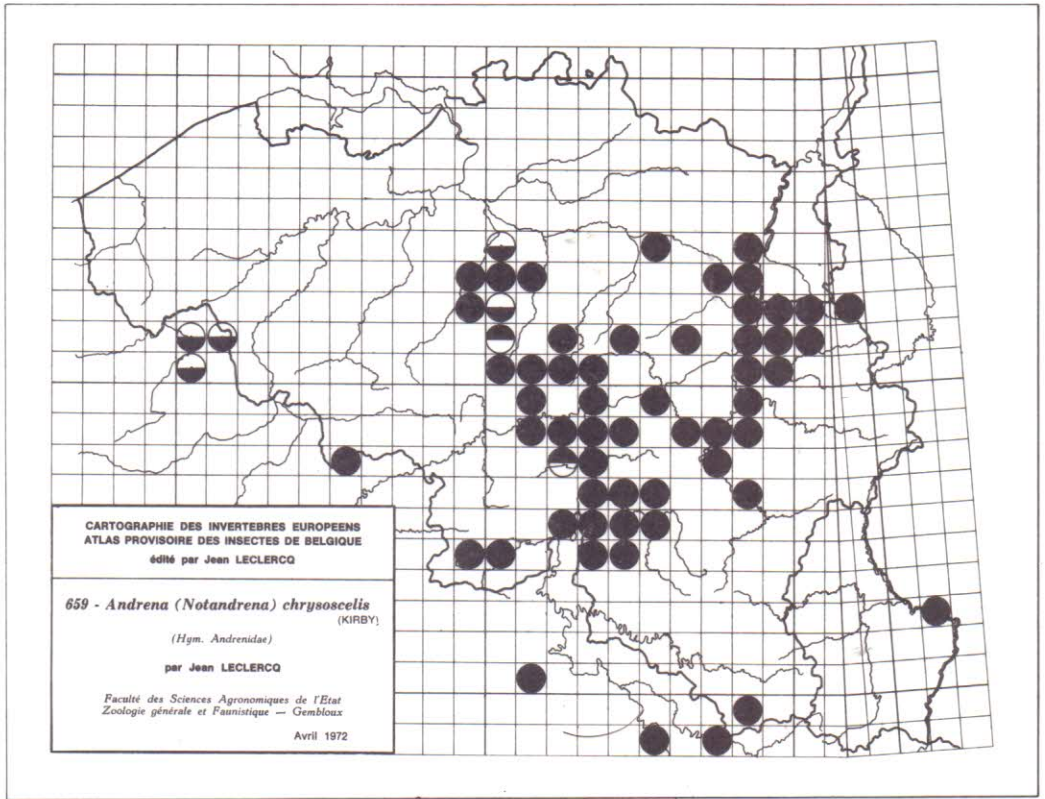 CARTOGRAPHIE DES INVERTEBRES EUROPEENS
ATLAS PROVISOIRE DES INSECTES DE BELGIQUE
édité par Jean LECLERCQ
659 - Andrena (Notandrena) chrysoscelis
(KIRBY)
(Hym. Andrenidae)
par Jean LECLERCQ
Faculté des Sciences Agronomiques de l'Etat
Zoologie générale et Faunistique — Gembloux
Avril 1972